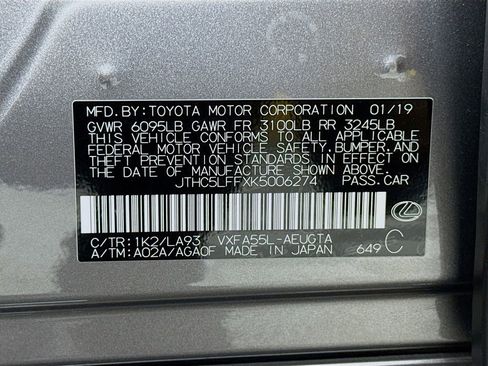 MFD.BY:TOYOTA MOTOR CORPORATION 01/19
GVWR 6095LB GAWR FR 3100LB RR 3245LB
THIS VEHICLE CONFORMS TO ALL APPLICABLE
FEDERAL MOTOR VEHICLE SAFETY,BUMPER,AND
THEFT PREVENTION STANDARDS IN EFFECT ON
THE DATE OF MANUFACTURE SHOWN ABOVE.
JTHC5LFFXK5006274 PASS.CAR
C/TR:1K2/LA93 VXFA55L-AEUGTA
A/TM:A02A/AGA0F MADE IN JAPAN 649 C